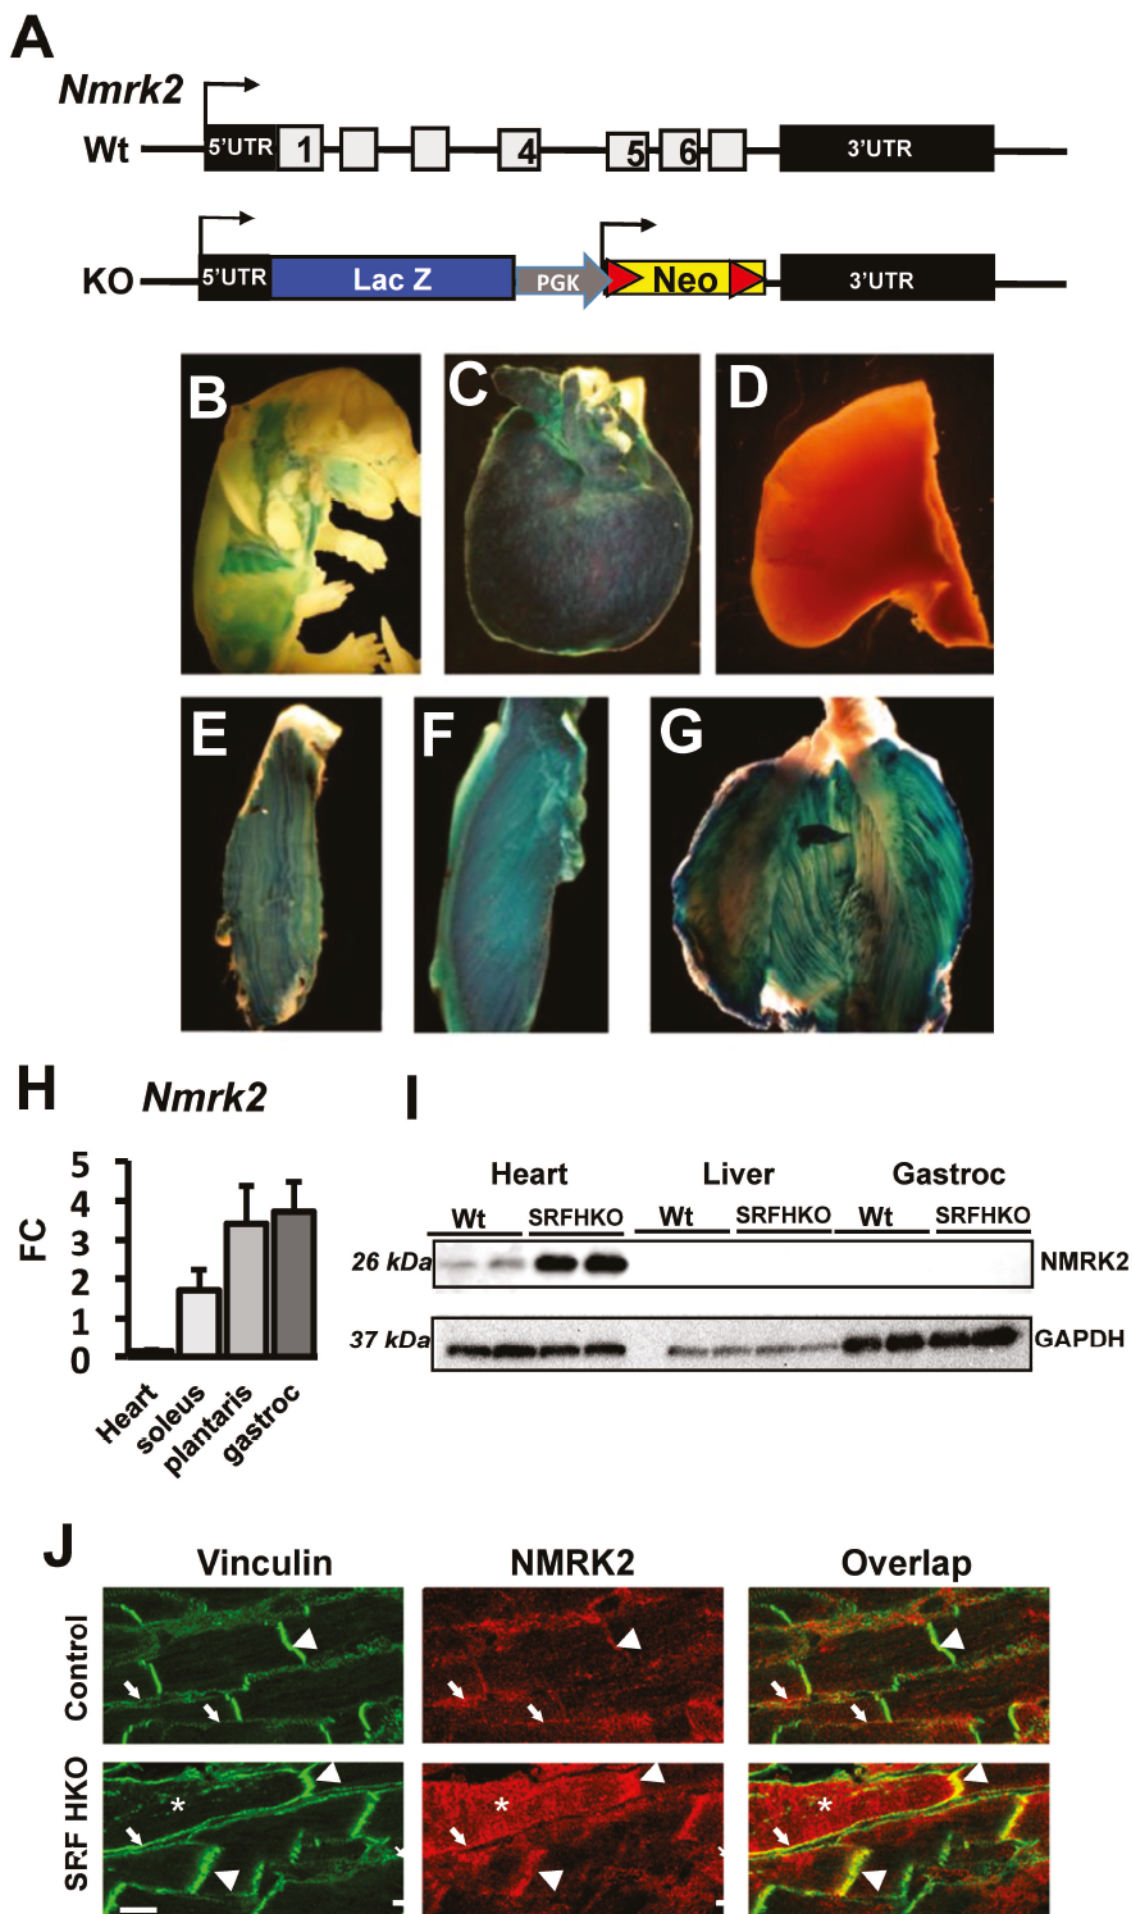 A
Nmrk2
Wt 5'UTR 1 4 5 6 3'UTR
KO 5'UTR Lac Z PGK Neo 3'UTR
B C D
E F G
H Nmrk2
5
4
3
2
1
0
FC
Heart soleus plantaris gastroc
I
Heart Liver Gastroc
Wt SRFHKO Wt SRFHKO Wt SRFHKO
26 kDa NMRK2
37 kDa GAPDH
J
Vinculin NMRK2 Overlap
Control
* * *
SRF HKO